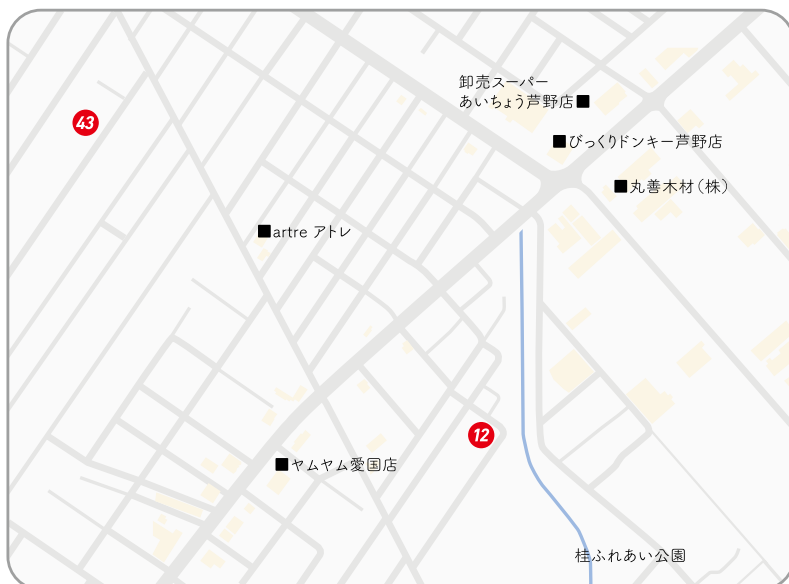 卸売スーパー
あいちょう芦野店
43
びっくりドンキー芦野店
丸善木材（株）
artre アトレ
12
ヤムヤム愛国店
桂ふれあい公園